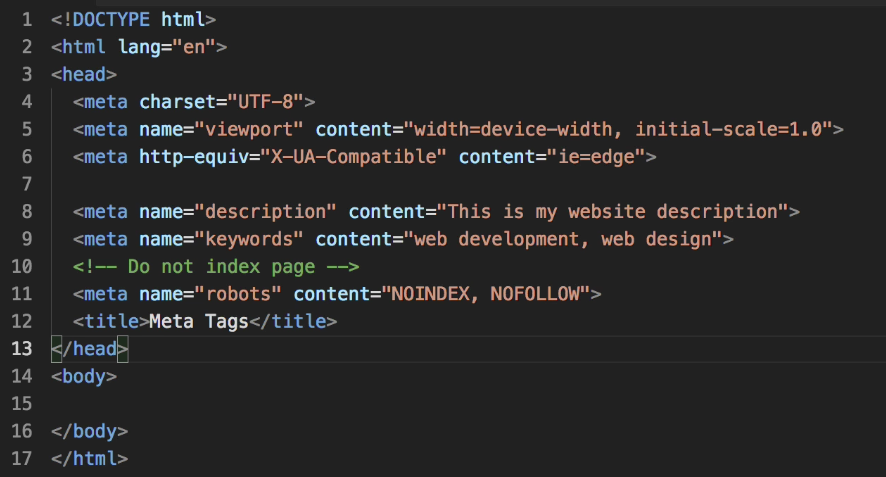 1 <!DOCTYPE html>
2 <html lang="en">
3 <head>
4   <meta charset="UTF-8">
5   <meta name="viewport" content="width=device-width, initial-scale=1.0">
6   <meta http-equiv="X-UA-Compatible" content="ie=edge">
7
8   <meta name="description" content="This is my website description">
9   <meta name="keywords" content="web development, web design">
10   <!-- Do not index page -->
11   <meta name="robots" content="NOINDEX, NOFOLLOW">
12   <title>Meta Tags</title>
13 </head>
14 <body>
15
16 </body>
17 </html>